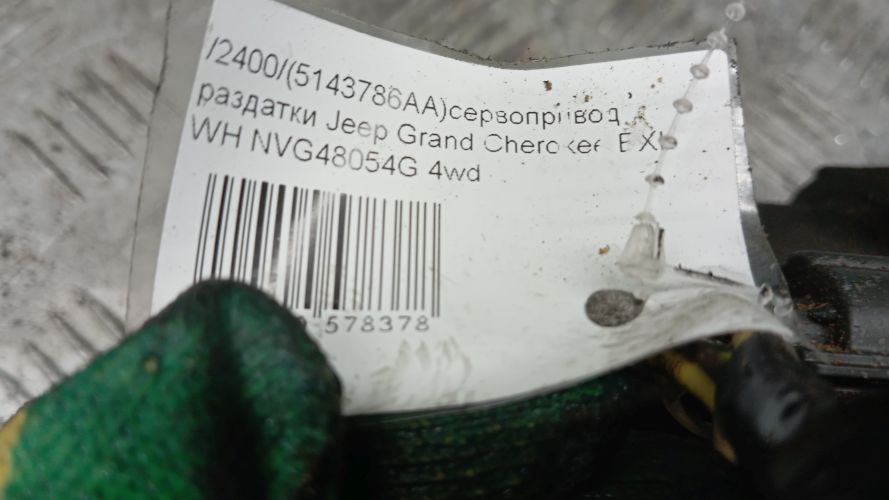 /2400/(5143786AA)сервопривод
раздатки Jeep Grand Cherokee
WH NVG48054G 4wd
578378